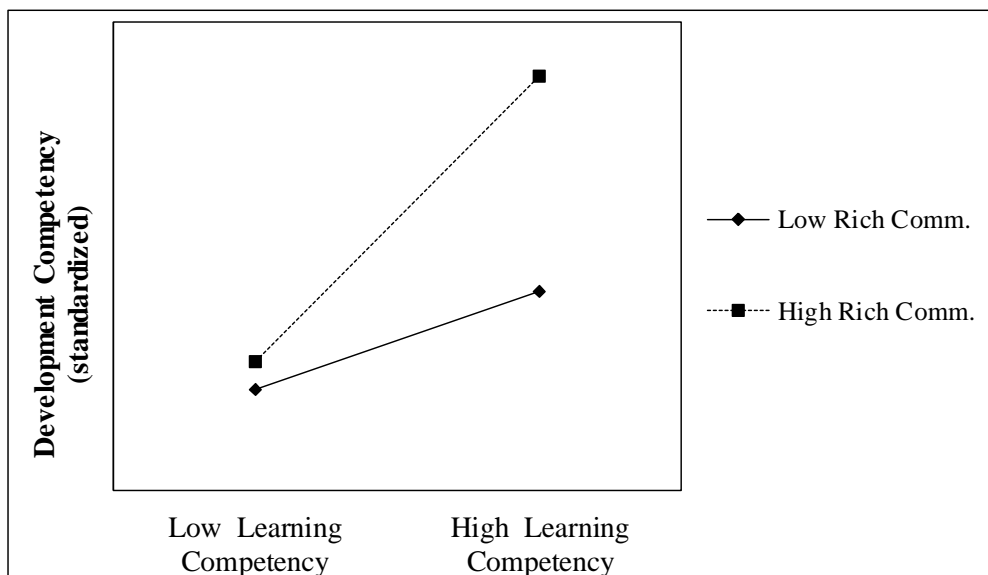 Development Competency
(standardized)
Low Learning
Competency
High Learning
Competency
Low Rich Comm.
High Rich Comm.